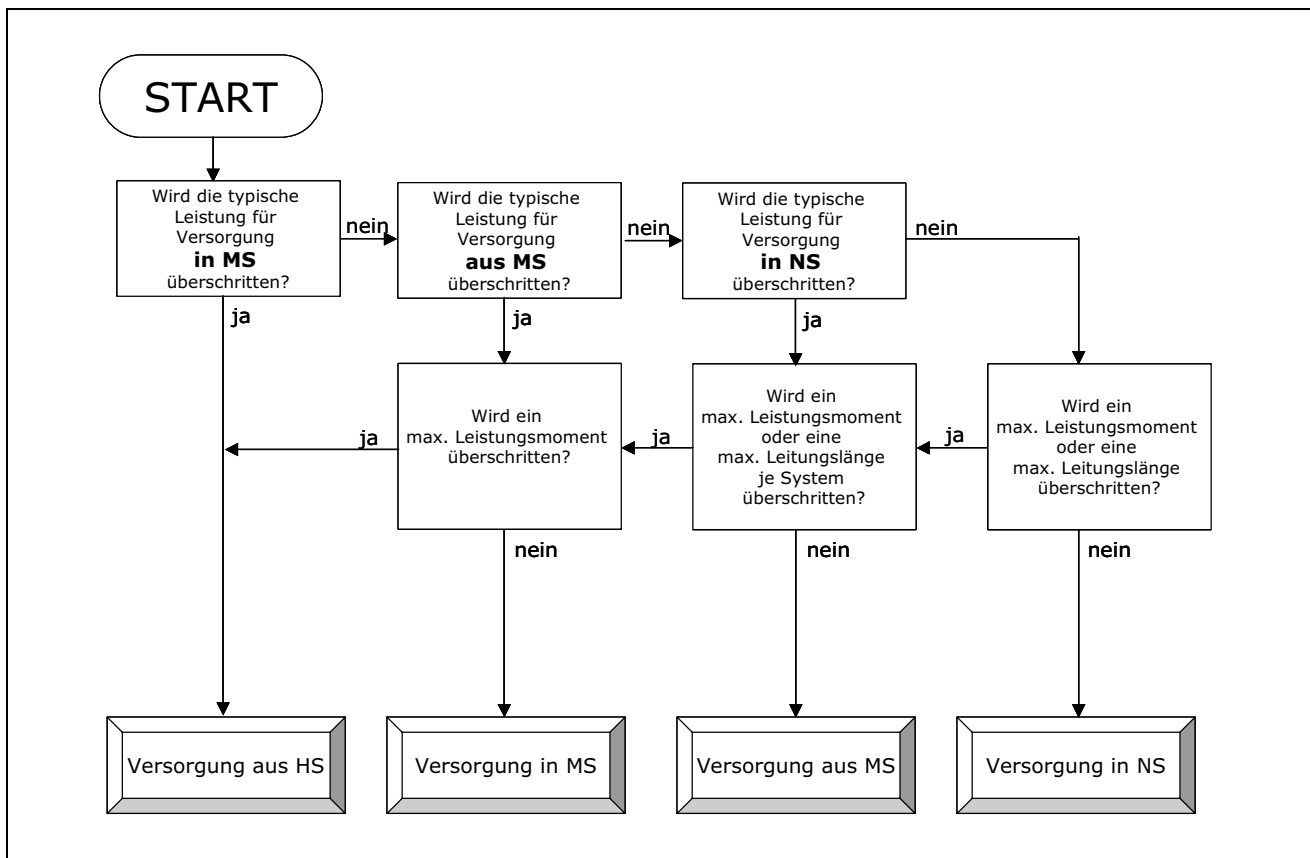 START
Wird die typische
Leistung für
Versorgung
in MS
überschritten?
nein
Wird die typische
Leistung für
Versorgung
aus MS
überschritten?
nein
Wird die typische
Leistung für
Versorgung
in NS
überschritten?
nein
ja
ja
ja
ja
Wird ein
max. Leistungsmoment
überschritten?
ja
Wird ein
max. Leistungsmoment
oder eine
max. Leitungslänge
je System
überschritten?
ja
Wird ein
max. Leistungsmoment
oder eine
max. Leitungslänge
überschritten?
nein
nein
nein
Versorgung aus HS
Versorgung in MS
Versorgung aus MS
Versorgung in NS